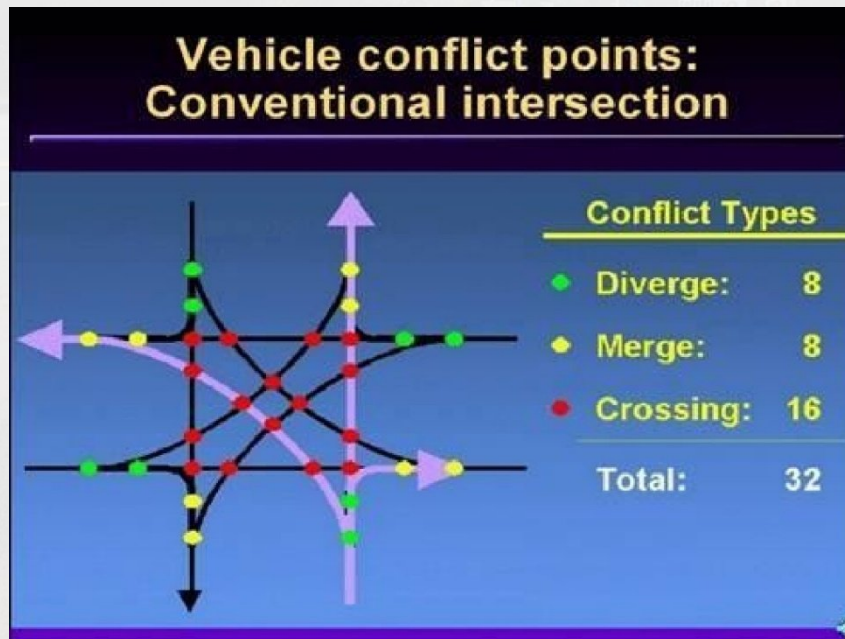 Vehicle conflict points:
Conventional intersection
Conflict Types
Diverge: 8
Merge: 8
Crossing: 16
Total: 32